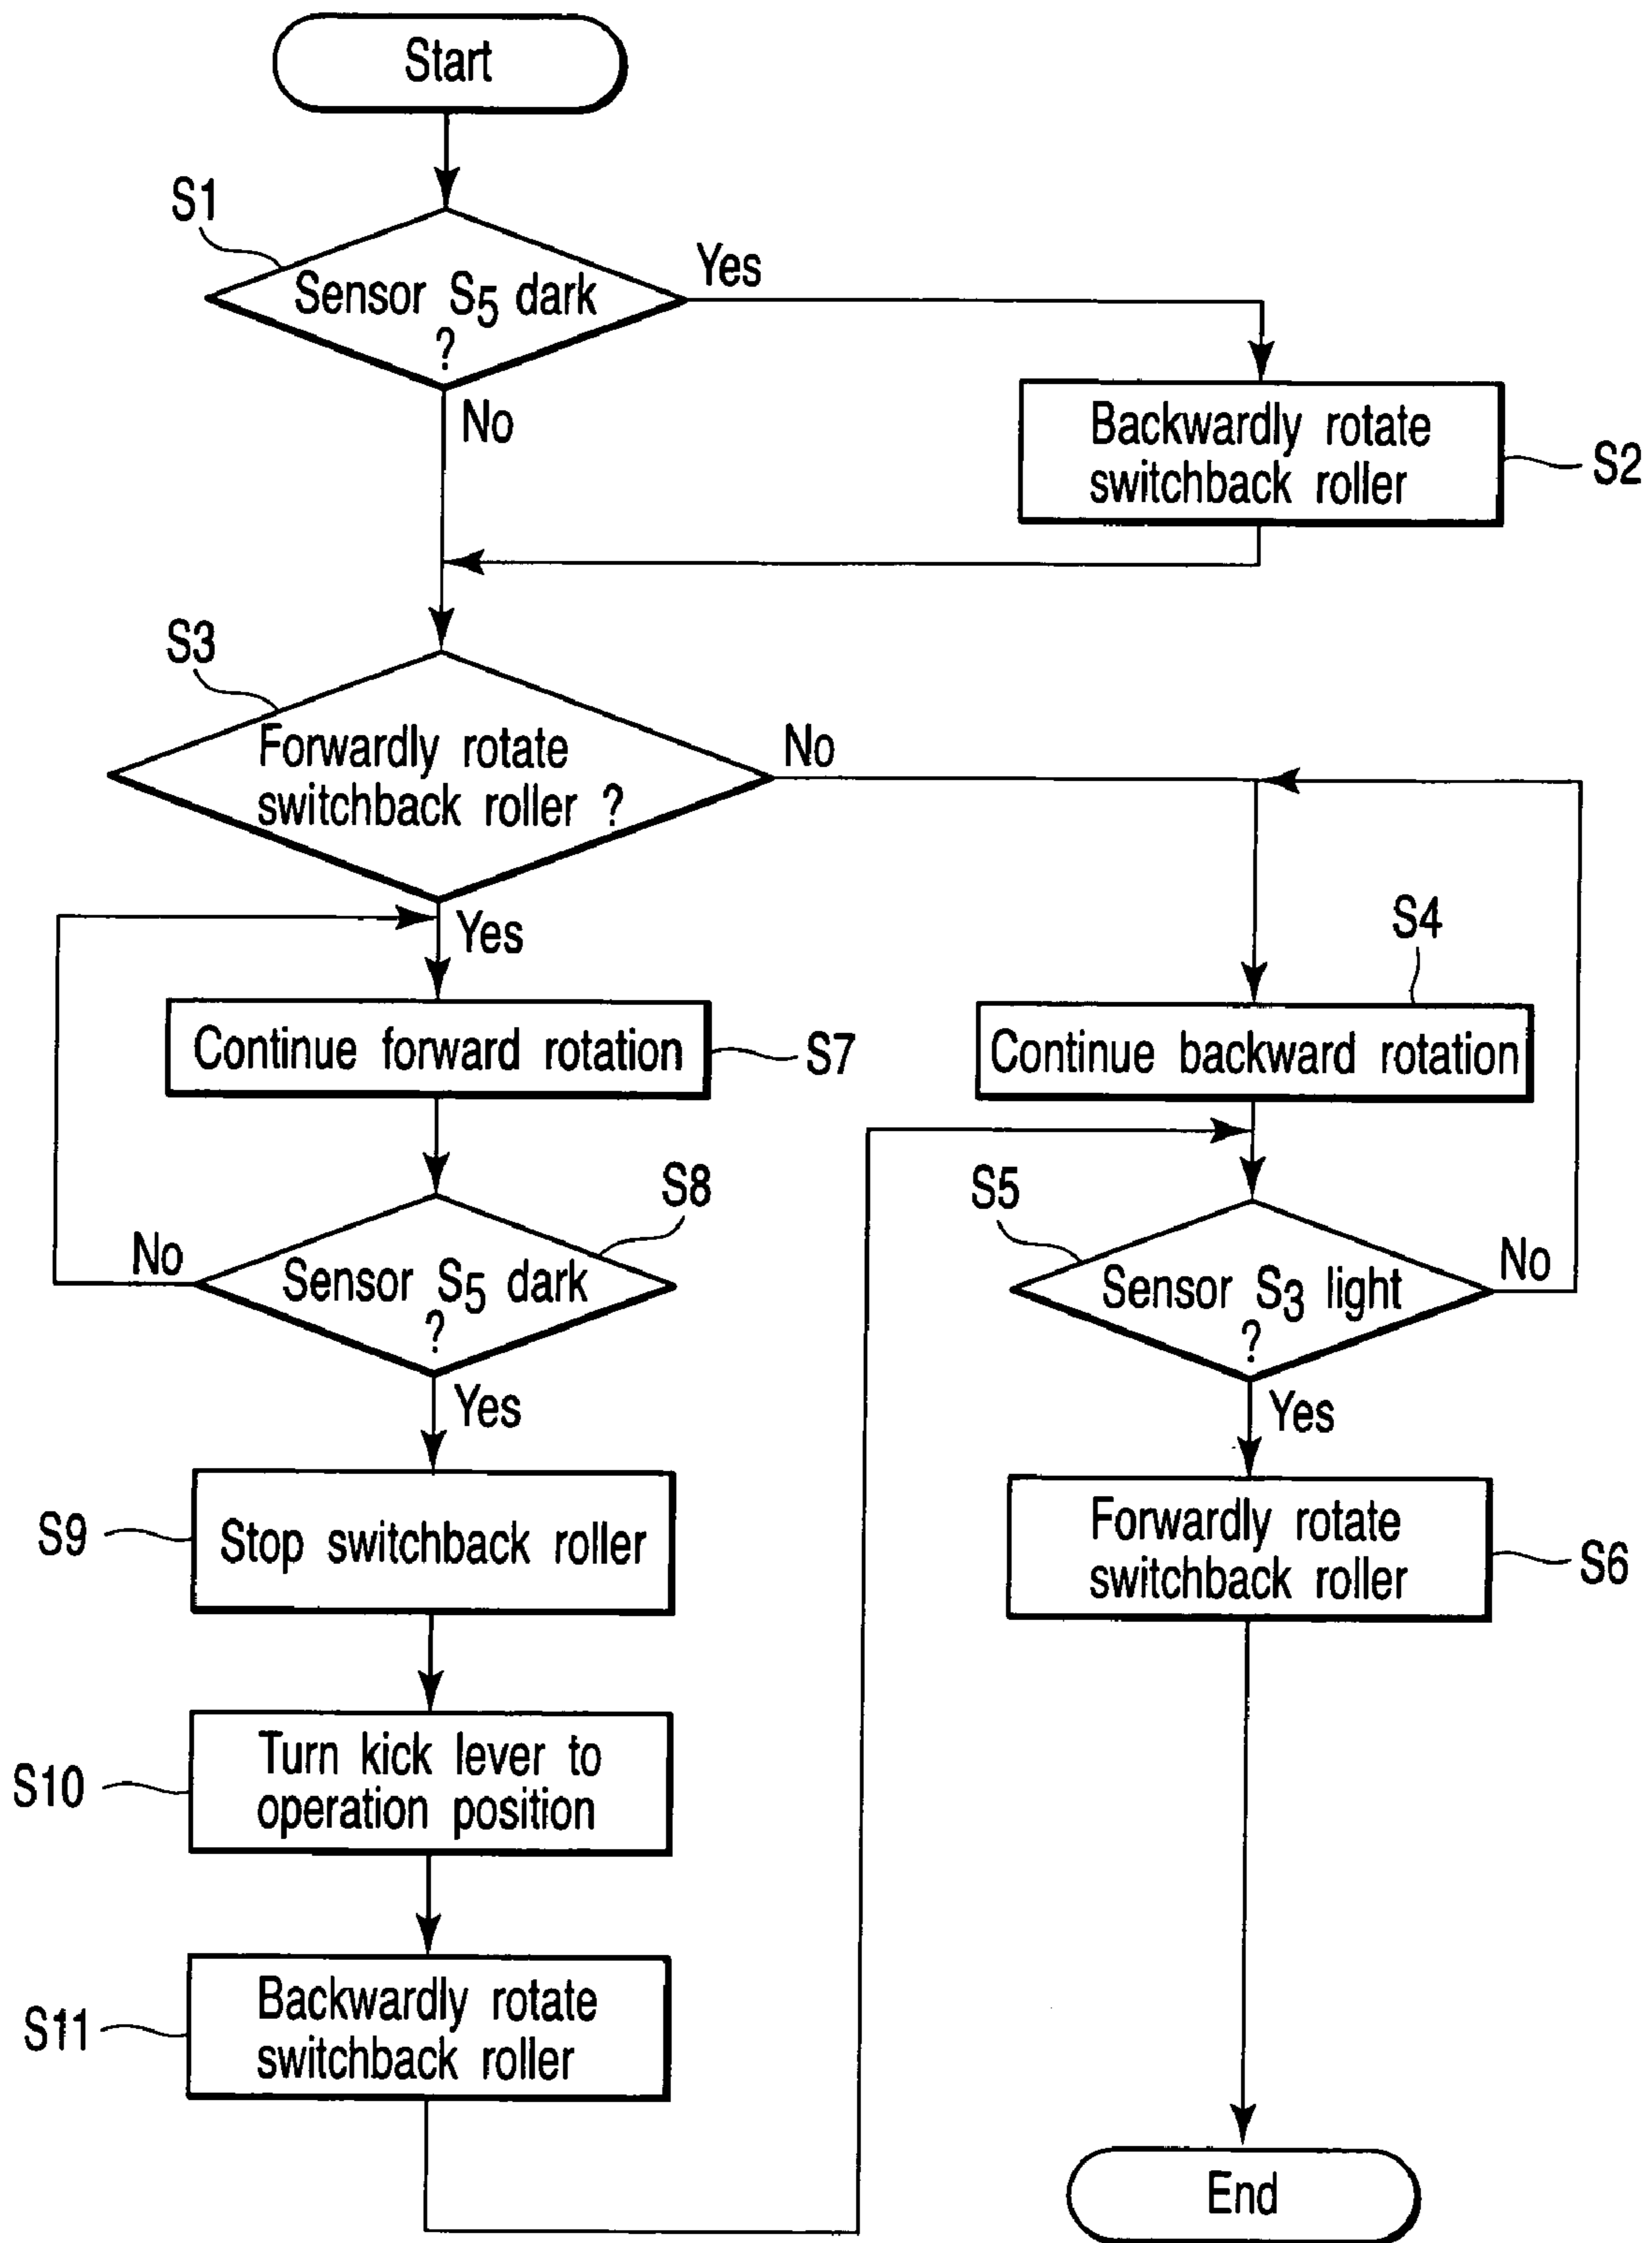 Start
S1
Sensor S5 dark
?
Yes
No
Backwardly rotate
switchback roller
S2
S3
Forwardly rotate
switchback roller ?
No
Yes
S4
Continue forward rotation
S7
Continue backward rotation
S8
S5
Sensor S5 dark
?
No
Yes
Sensor S3 light
?
No
Yes
S9
Stop switchback roller
Forwardly rotate
switchback roller
S6
S10
Turn kick lever to
operation position
S11
Backwardly rotate
switchback roller
End